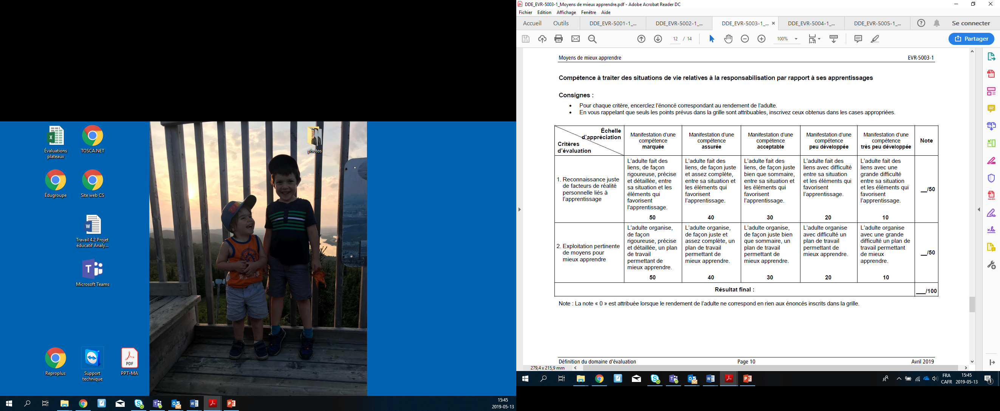 Évaluations
plateaux
TOSCA.NET
Édugroupe
Site web CS
Travail 4.2 Projet
éducatif Analy...
Microsoft Teams
Reproplus
Support
technique
PDF
PPT-MA
photos
15:45
2019-05-13
DDE_EVR-5003-1_Moyens de mieux apprendre.pdf - Adobe Acrobat Reader DC
Fichier Edition Affichage Fenêtre Aide
Accueil Outils DDE_EVR-5001-1_... DDE_EVR-5002-1_... DDE_EVR-5003-1_... × DDE_EVR-5004-1_... DDE_EVR-5005-1_... Se connecter
12 / 14 100% Partager
Moyens de mieux apprendre EVR-5003-1
Compétence à traiter des situations de vie relatives à la responsabilisation par rapport à ses apprentissages
Consignes :
• Pour chaque critère, encerclez l’énoncé correspondant au rendement de l’adulte.
• En vous rappelant que seuls les points prévus dans la grille sont attribuables, inscrivez ceux obtenus dans les cases appropriées.
Échelle
d’appréciation
Critères
d’évaluation
Manifestation d’une
compétence
marquée
Manifestation d’une
compétence
assurée
Manifestation d’une
compétence
acceptable
Manifestation d’une
compétence
peu développée
Manifestation d’une
compétence
très peu développée
Note
1. Reconnaissance juste
de facteurs de réalité
personnelle liés à
l’apprentissage
L’adulte fait des
liens, de façon
rigoureuse, précise
et détaillée, entre
sa situation et les
éléments qui
favorisent
l’apprentissage.
50
L’adulte fait des
liens, de façon juste
et assez complète,
entre sa situation et
les éléments qui
favorisent
l’apprentissage.
40
L’adulte fait des
liens, de façon juste
bien que sommaire,
entre sa situation et
les éléments qui
favorisent
l’apprentissage.
30
L’adulte fait des
liens avec difficulté
entre sa situation
et les éléments qui
favorisent
l’apprentissage.
20
L’adulte fait des
liens avec une
grande difficulté
entre sa situation
et les éléments qui
favorisent
l’apprentissage.
10
__/50
2. Exploitation pertinente
de moyens pour
mieux apprendre
L’adulte organise,
de façon
rigoureuse, précise
et détaillée, un plan
de travail
permettant de
mieux apprendre.
50
L’adulte organise,
de façon juste et
assez complète, un
plan de travail
permettant de
mieux apprendre.
40
L’adulte organise,
de façon juste bien
que sommaire, un
plan de travail
permettant de
mieux apprendre.
30
L’adulte organise
avec difficulté un
plan de travail
permettant de
mieux apprendre.
20
L’adulte organise
avec une grande
difficulté un plan de
travail permettant
de mieux
apprendre.
10
__/50
Résultat final :
___/100
Note : La note « 0 » est attribuée lorsque le rendement de l’adulte ne correspond en rien aux énoncés inscrits dans la grille.
Définition du domaine d’évaluation Page 10 Avril 2019
279,4 x 215,9 mm
FRA
CAFR
15:45
2019-05-13
1